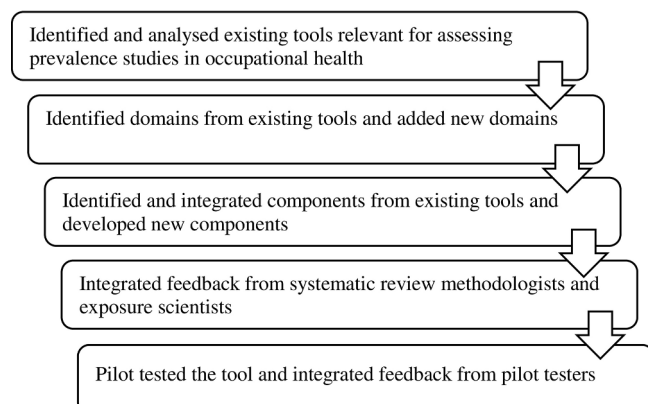 Identified and analysed existing tools relevant for assessing
prevalence studies in occupational health
Identified domains from existing tools and added new domains
Identified and integrated components from existing tools and
developed new components
Integrated feedback from systematic review methodologists and
exposure scientists
Pilot tested the tool and integrated feedback from pilot testers